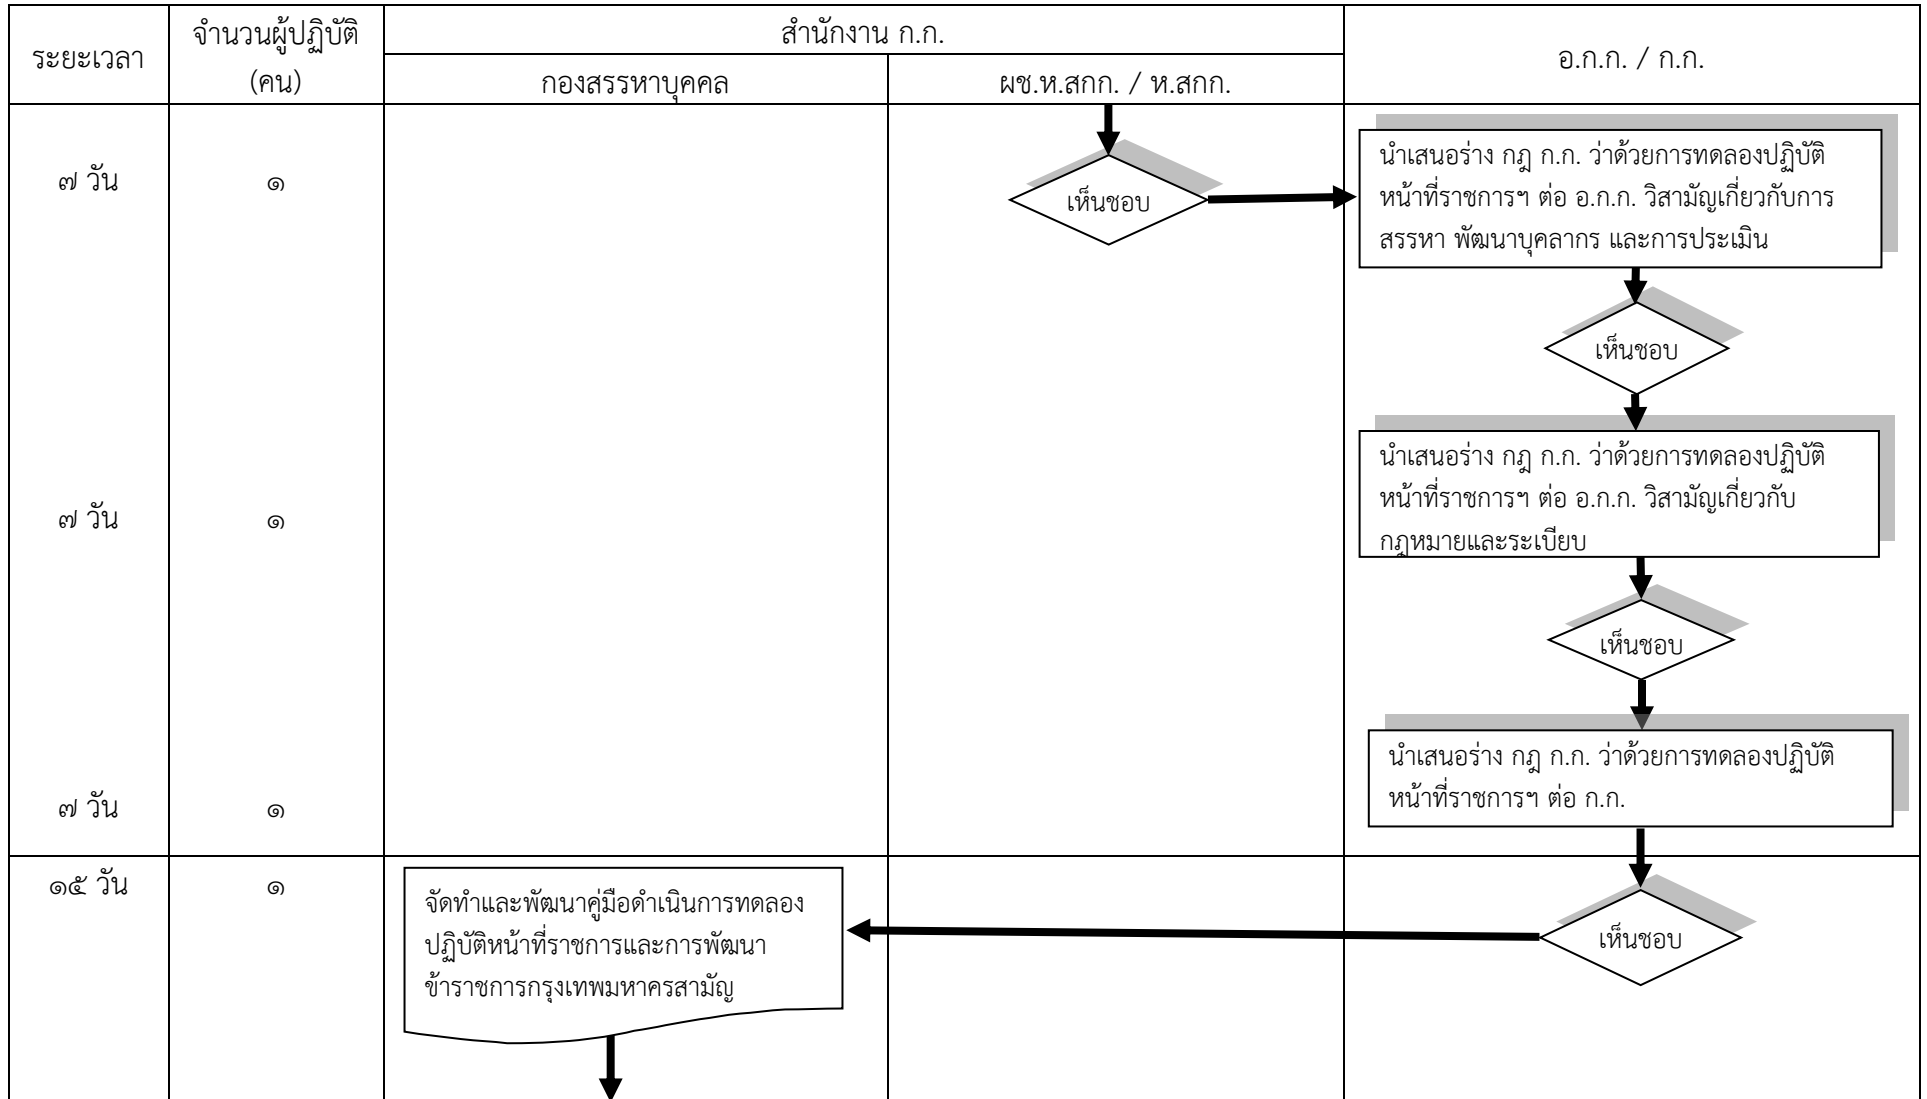 ระยะเวลา
จำนวนผู้ปฏิบัติ
(คน)
สำนักงาน ก.ก.
อ.ก.ก. / ก.ก.
กองสรรหาบุคคล
ผช.ห.สกก. / ห.สกก.
๗ วัน
๑
เห็นชอบ
นำเสนอร่าง กฎ ก.ก. ว่าด้วยการทดลองปฏิบัติ
หน้าที่ราชการฯ ต่อ อ.ก.ก. วิสามัญเกี่ยวกับการ
สรรหา พัฒนาบุคลากร และการประเมิน
เห็นชอบ
๗ วัน
๑
นำเสนอร่าง กฎ ก.ก. ว่าด้วยการทดลองปฏิบัติ
หน้าที่ราชการฯ ต่อ อ.ก.ก. วิสามัญเกี่ยวกับ
กฎหมายและระเบียบ
เห็นชอบ
๗ วัน
๑
นำเสนอร่าง กฎ ก.ก. ว่าด้วยการทดลองปฏิบัติ
หน้าที่ราชการฯ ต่อ ก.ก.
๑๕ วัน
๑
จัดทำและพัฒนาคู่มือดำเนินการทดลอง
ปฏิบัติหน้าที่ราชการและการพัฒนา
ข้าราชการกรุงเทพมหาครสามัญ
เห็นชอบ